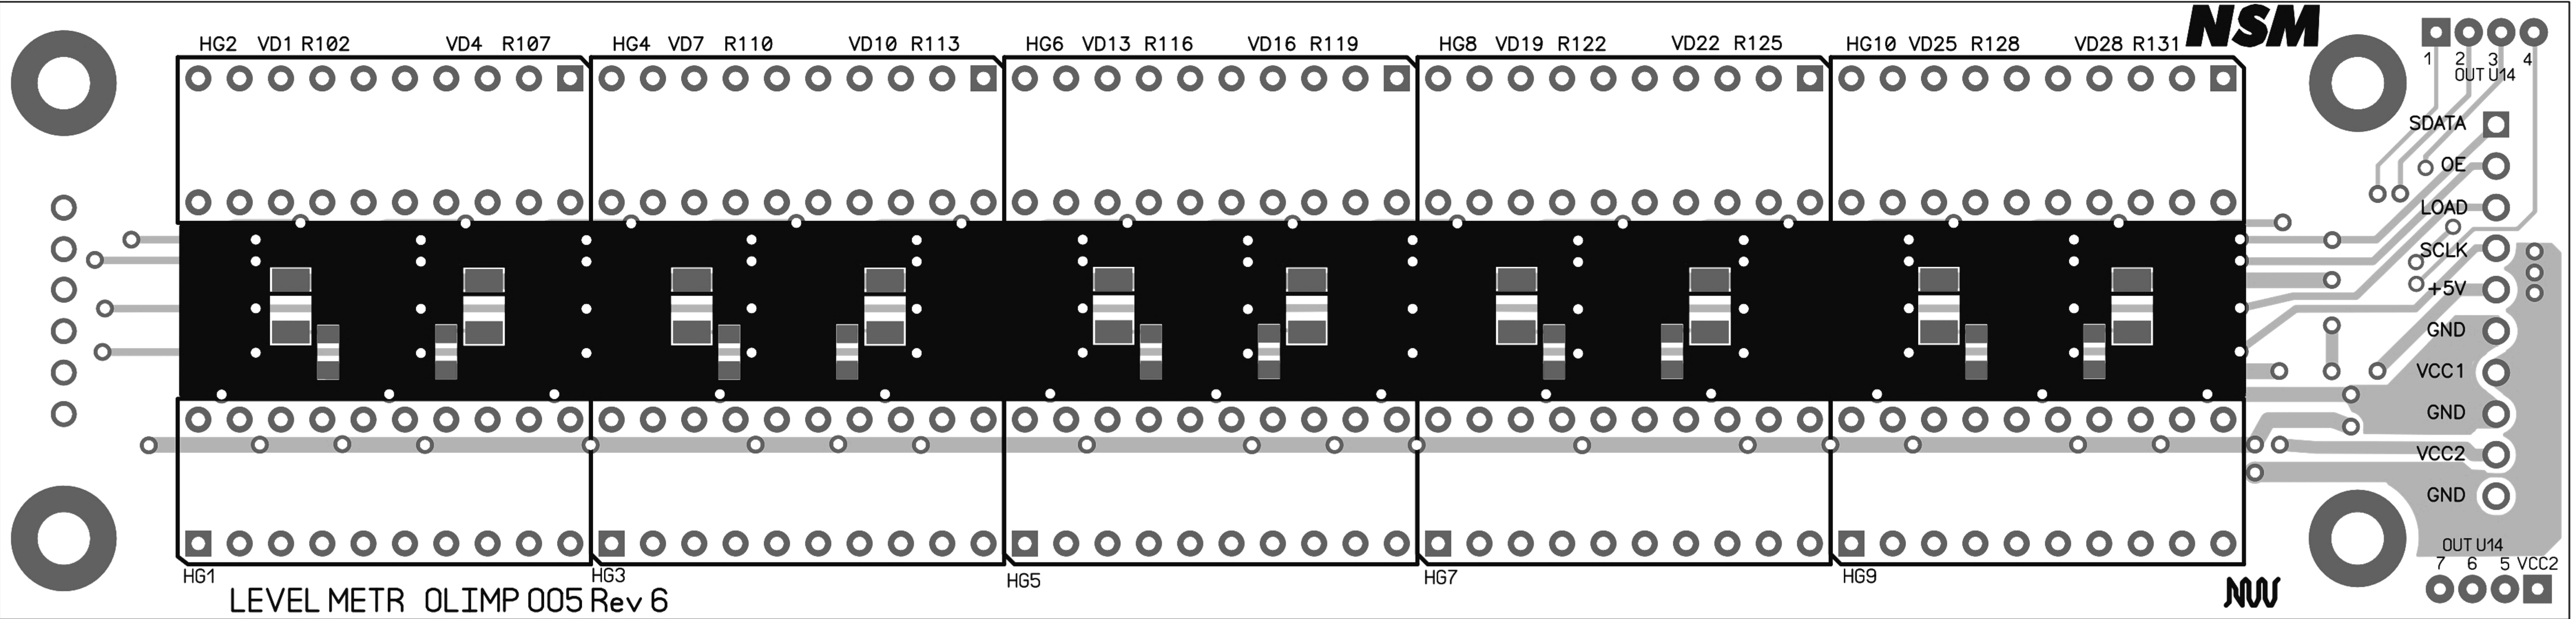 HG2 VD1 R102 VD4 R107 HG4 VD7 R110 VD10 R113 HG6 VD13 R116 VD16 R119 HG8 VD19 R122 VD22 R125 HG10 VD25 R128 VD28 R131
NSM
1 2 3 4
OUT U14
SDATA
OE
LOAD
SCLK
+5V
GND
VCC1
GND
VCC2
GND
OUT U14
7 6 5 VCC2
HG1 HG3 HG5 HG7 HG9
LEVEL METR OLIMP 005 Rev 6